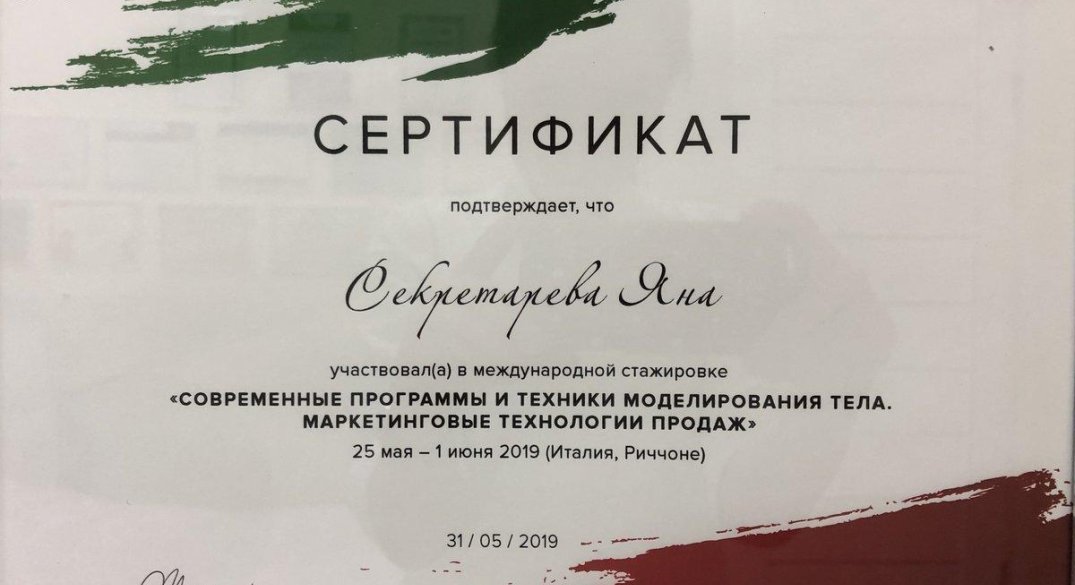 СЕРТИФИКАТ
подтверждает, что
Секретарева Яна
участвовал(а) в международной стажировке
«СОВРЕМЕННЫЕ ПРОГРАММЫ И ТЕХНИКИ МОДЕЛИРОВАНИЯ ТЕЛА.
МАРКЕТИНГОВЫЕ ТЕХНОЛОГИИ ПРОДАЖ»
25 мая – 1 июня 2019 (Италия, Риччоне)
31 / 05 / 2019